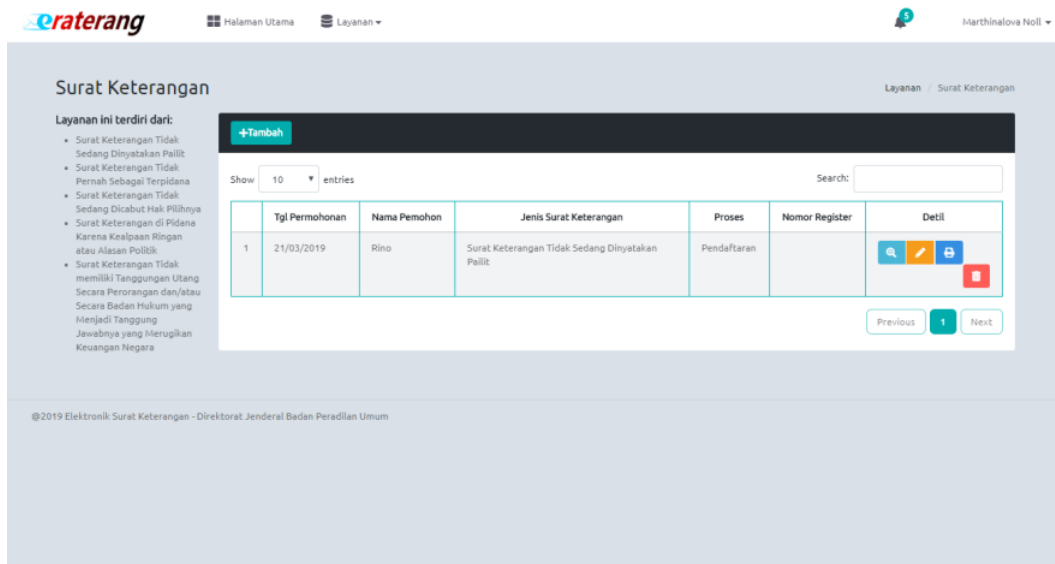 eraterang
Halaman Utama
Layanan
5
Marthinalova Noll
Surat Keterangan
Layanan / Surat Keterangan
Layanan ini terdiri dari:
• Surat Keterangan Tidak
Sedang Dinyatakan Pailit
• Surat Keterangan Tidak
Pernah Sebagai Terpidana
• Surat Keterangan Tidak
Sedang Dicabut Hak Pilihnya
• Surat Keterangan di Pidana
Karena Kealpaan Ringan
atau Alasan Politik
• Surat Keterangan Tidak
memiliki Tanggungan Utang
Secara Perorangan dan/atau
Secara Badan Hukum yang
Menjadi Tanggung
Jawabnya yang Merugikan
Keuangan Negara
+Tambah
Show 10 entries
Search:
Tgl Permohonan Nama Pemohon Jenis Surat Keterangan Proses Nomor Register Detil
1 21/03/2019 Rino Surat Keterangan Tidak Sedang Dinyatakan Pendaftaran
Pailit
Previous 1 Next
@2019 Elektronik Surat Keterangan - Direktorat Jenderal Badan Peradilan Umum